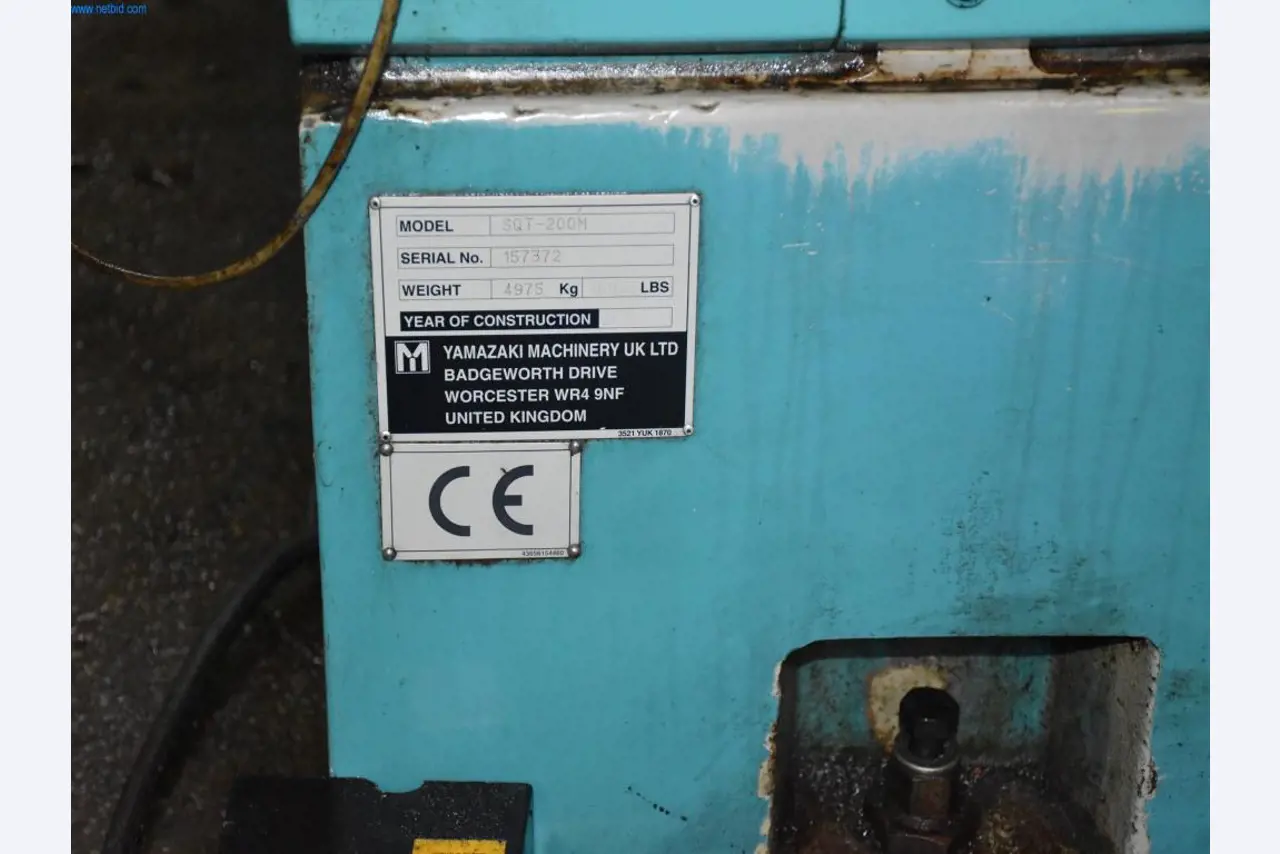 www.netbid.com
MODEL SQT-200M
SERIAL No. 157372
WEIGHT 4975 Kg LBS
YEAR OF CONSTRUCTION
YAMAZAKI MACHINERY UK LTD
BADGEWORTH DRIVE
WORCESTER WR4 9NF
UNITED KINGDOM
3521 YUK 1870
CE